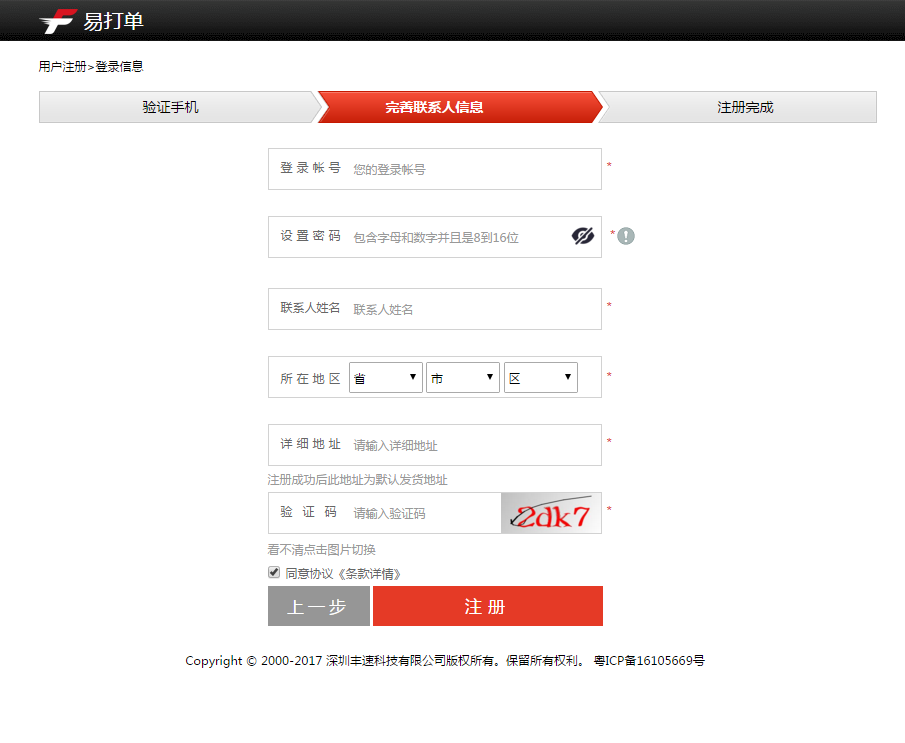 易打单
用户注册>登录信息
验证手机 完善联系人信息 注册完成
登录帐号 您的登录帐号 *
设置密码 包含字母和数字并且是8到16位 *
联系人姓名 联系人姓名 *
所在地区 省 市 区 *
详细地址 请输入详细地址 *
注册成功后此地址为默认发货地址
验证码 请输入验证码 2dk7 *
看不清点击图片切换
同意协议《条款详情》
上一步 注册
Copyright © 2000-2017 深圳丰速科技有限公司版权所有。保留所有权利。 粤ICP备16105669号